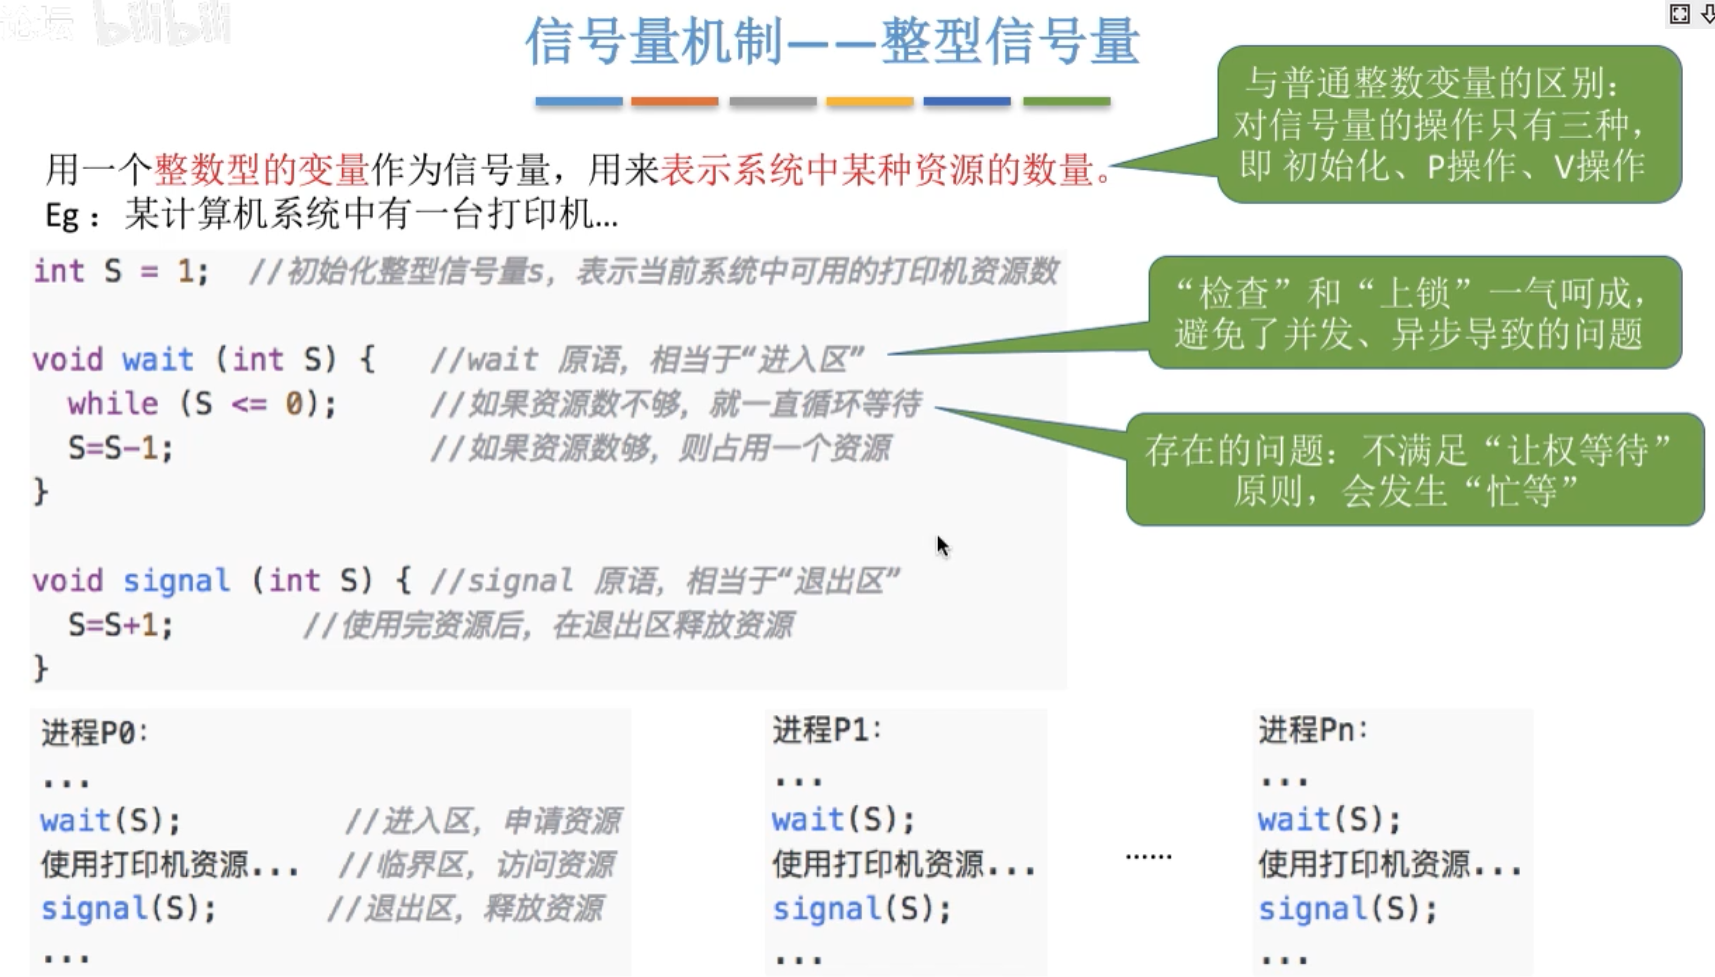 论坛 bilibili
信号量机制——整型信号量
与普通整数变量的区别：
对信号量的操作只有三种，
即 初始化、P操作、V操作
用一个整数型的变量作为信号量，用来表示系统中某种资源的数量。
Eg： 某计算机系统中有一台打印机...
int S = 1;  //初始化整型信号量s，表示当前系统中可用的打印机资源数
void wait (int S) {   //wait 原语，相当于“进入区”
while (S <= 0);     //如果资源数不够，就一直循环等待
S=S-1;              //如果资源数够，则占用一个资源
}
“检查”和“上锁”一气呵成，
避免了并发、异步导致的问题
存在的问题：不满足“让权等待”
原则，会发生“忙等”
void signal (int S) { //signal 原语，相当于“退出区”
S=S+1;       //使用完资源后，在退出区释放资源
}
进程P0：
...
wait(S);         //进入区，申请资源
使用打印机资源...  //临界区，访问资源
signal(S);       //退出区，释放资源
...
进程P1：
...
wait(S);
使用打印机资源...
signal(S);
...
......
进程Pn：
...
wait(S);
使用打印机资源...
signal(S);
...